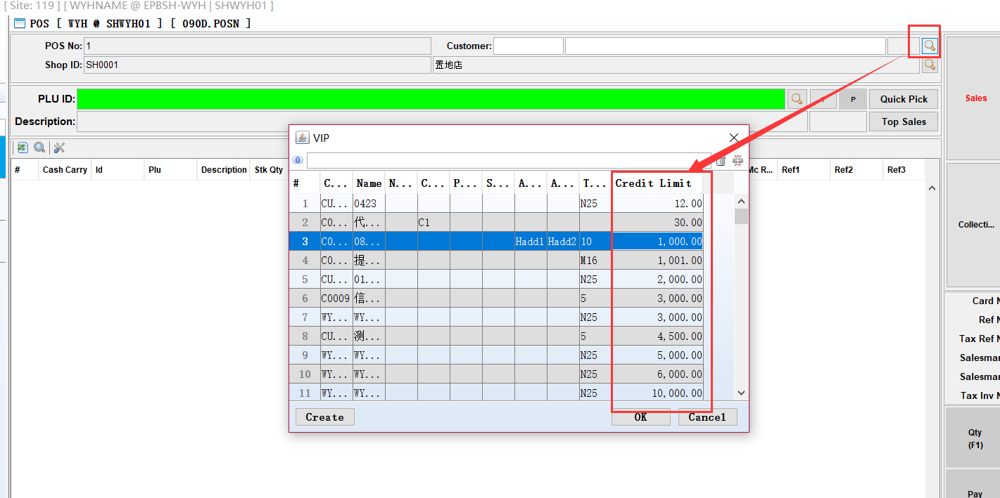 [ Site: 119 ] [ WYHNAME @ EPBSH-WYH | SHWYH01 ]
POS [ WYH @ SHWYH01 ] [ 090D.POSN ]
POS No: 1 Customer:
Shop ID: SH0001 置地店
Sales
PLU ID: P Quick Pick
Description: Top Sales
VIP
# Cash Carry Id Plu Description Stk Qty Mc R... Ref1 Ref2 Ref3
# C... Name N... C... P... S... A... A... T... Credit Limit
1 CU... 0423 N25 12.00
2 C0... 代... C1 30.00
3 C0... 08... Hadd1 Hadd2 10 1,000.00
4 C0... 提... M16 1,001.00
5 CU... 01... N25 2,000.00
6 C0009 信... 5 3,000.00
7 WY... WY... N25 3,000.00
8 CU... 测... 5 4,500.00
9 WY... WY... N25 5,000.00
10 WY... WY... N25 6,000.00
11 WY... WY... N25 10,000.00
Create OK Cancel
Collecti...
Card N
Ref N
Tax Ref N
Salesman
Salesman
Tax Inv N
Qty
(F1)
Pay